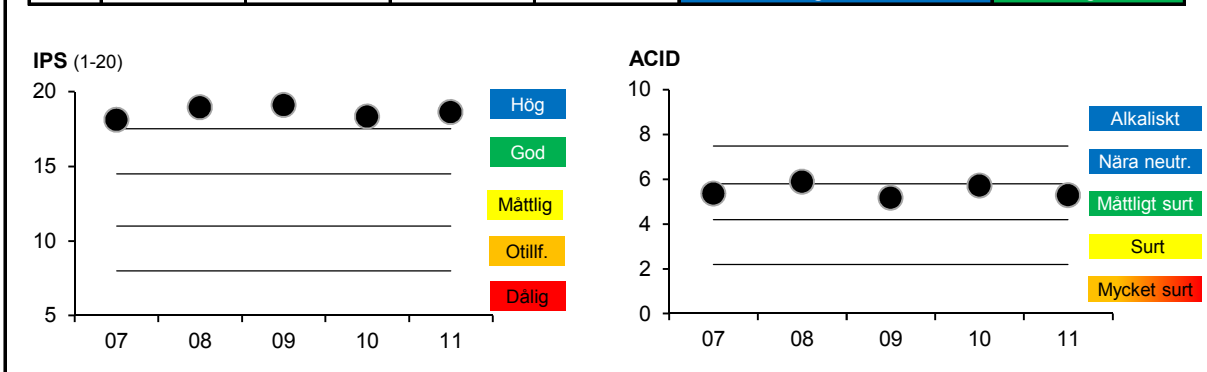 IPS (1-20)
20
15
10
5
07 08 09 10 11
Hög
God
Måttlig
Otillf.
Dålig
ACID
10
8
6
4
2
0
07 08 09 10 11
Alkaliskt
Nära neutr.
Måttligt surt
Surt
Mycket surt